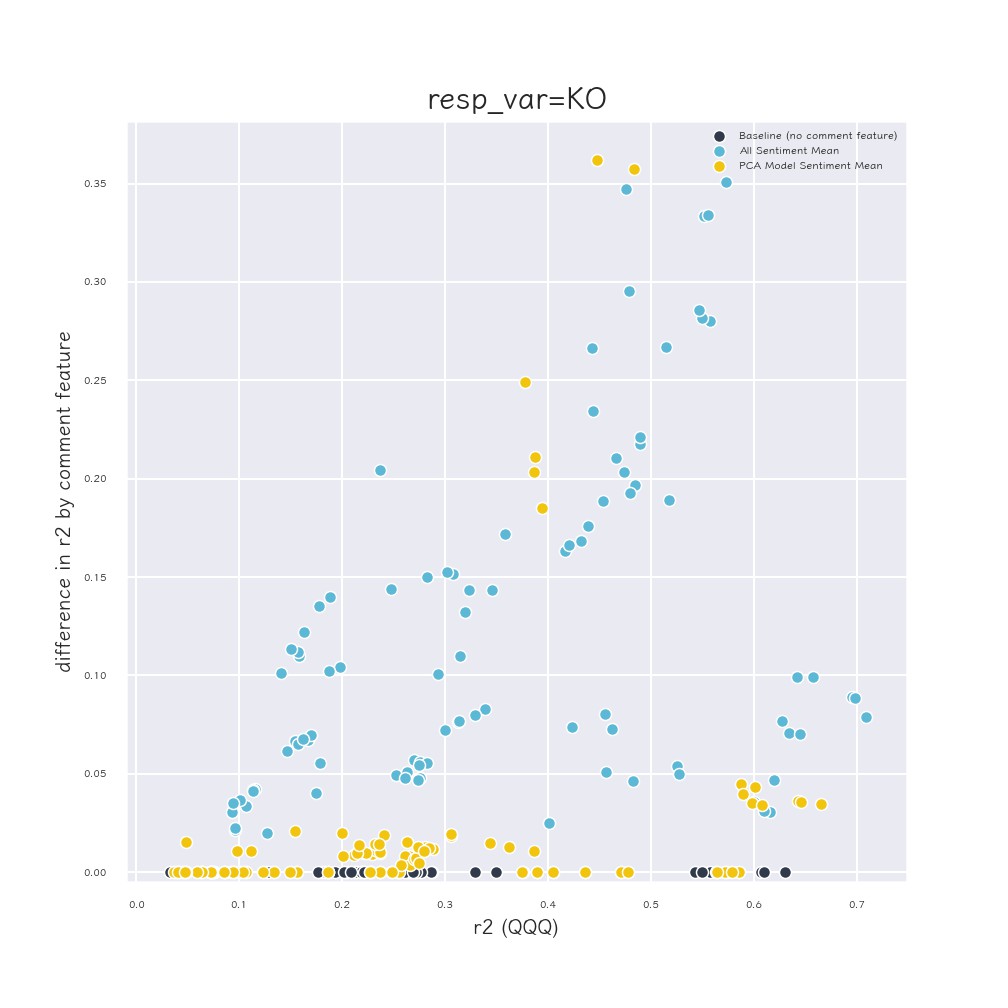 resp_var=KO
Baseline (no comment feature)
All Sentiment Mean
PCA Model Sentiment Mean
0.35
0.30
0.25
0.20
0.15
0.10
0.05
0.00
difference in r2 by comment feature
0.0 0.1 0.2 0.3 0.4 0.5 0.6 0.7
r2 (QQQ)